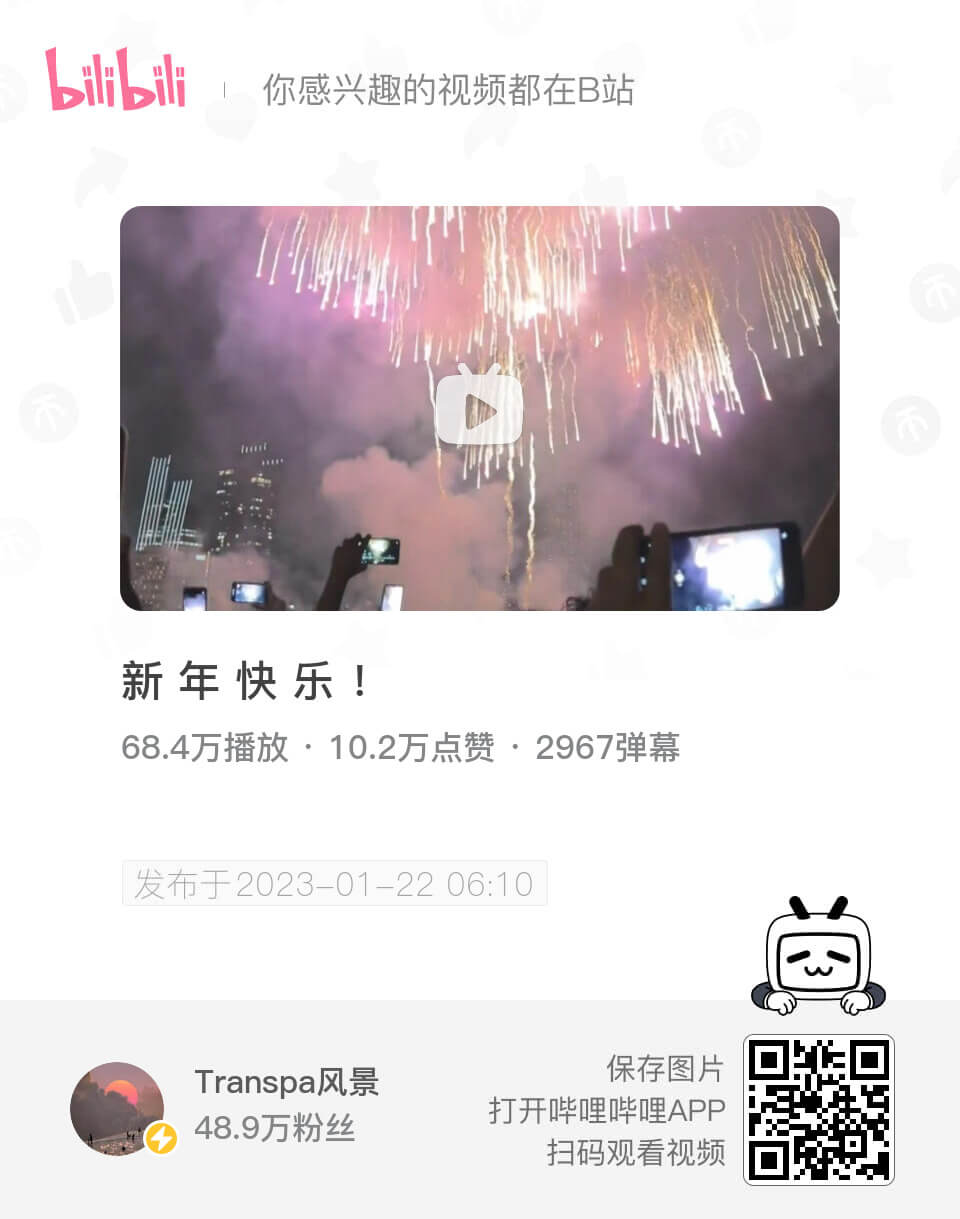 bilibili
你感兴趣的视频都在B站
新年快乐！
68.4万播放 · 10.2万点赞 · 2967弹幕
发布于2023-01-22 06:10
Transpa风景
48.9万粉丝
保存图片
打开哔哩哔哩APP
扫码观看视频